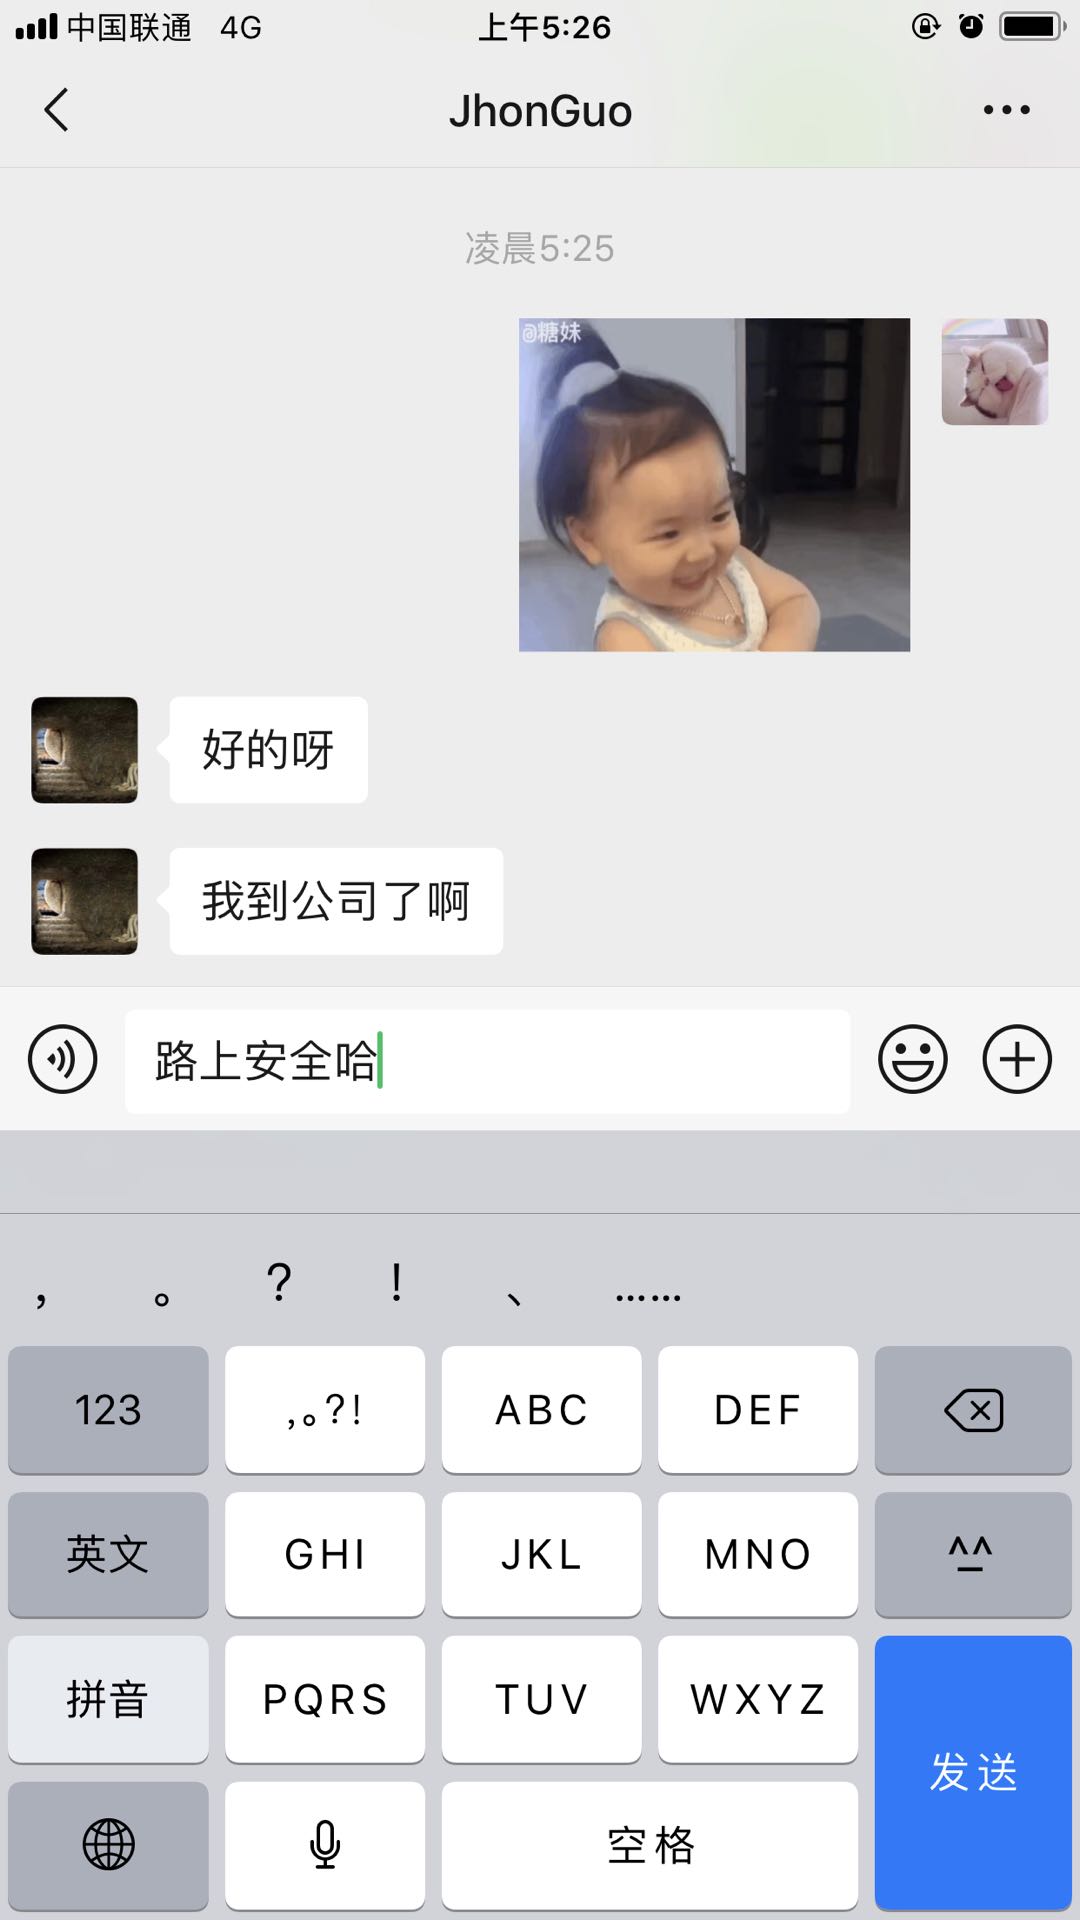 中国联通 4G 上午5:26
JhonGuo
凌晨5:25
@糖妹
好的呀
我到公司了啊
路上安全哈
， 。 ? ! 、 ……
123 ,。?! ABC DEF
英文 GHI JKL MNO ^^
拼音 PQRS TUV WXYZ
发送
空格